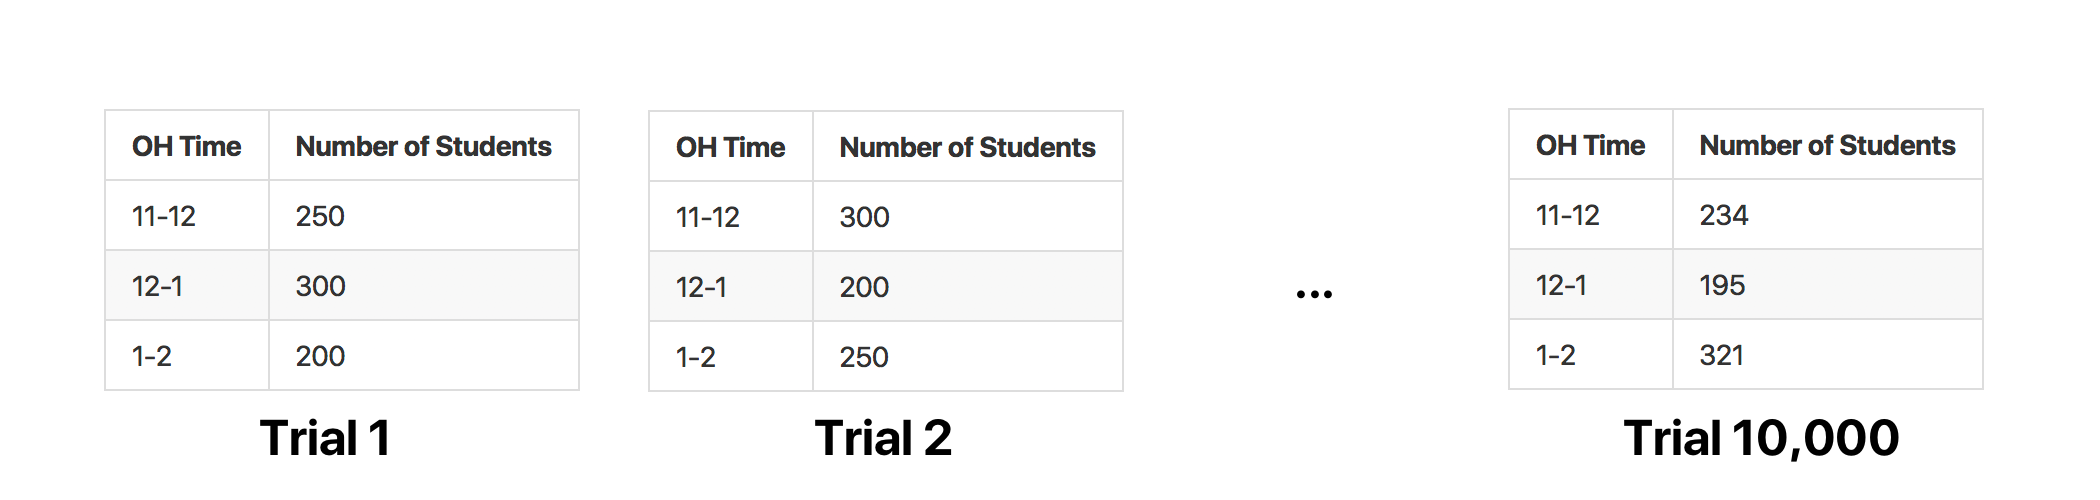 OH Time Number of Students
11-12 250
12-1 300
1-2 200
Trial 1
OH Time Number of Students
11-12 300
12-1 200
1-2 250
Trial 2
...
OH Time Number of Students
11-12 234
12-1 195
1-2 321
Trial 10,000